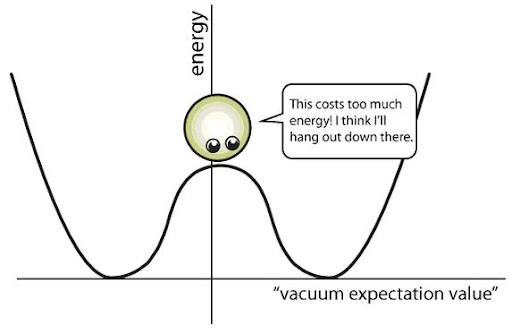 energy
This costs too much
energy! I think I'll
hang out down there.
"vacuum expectation value"